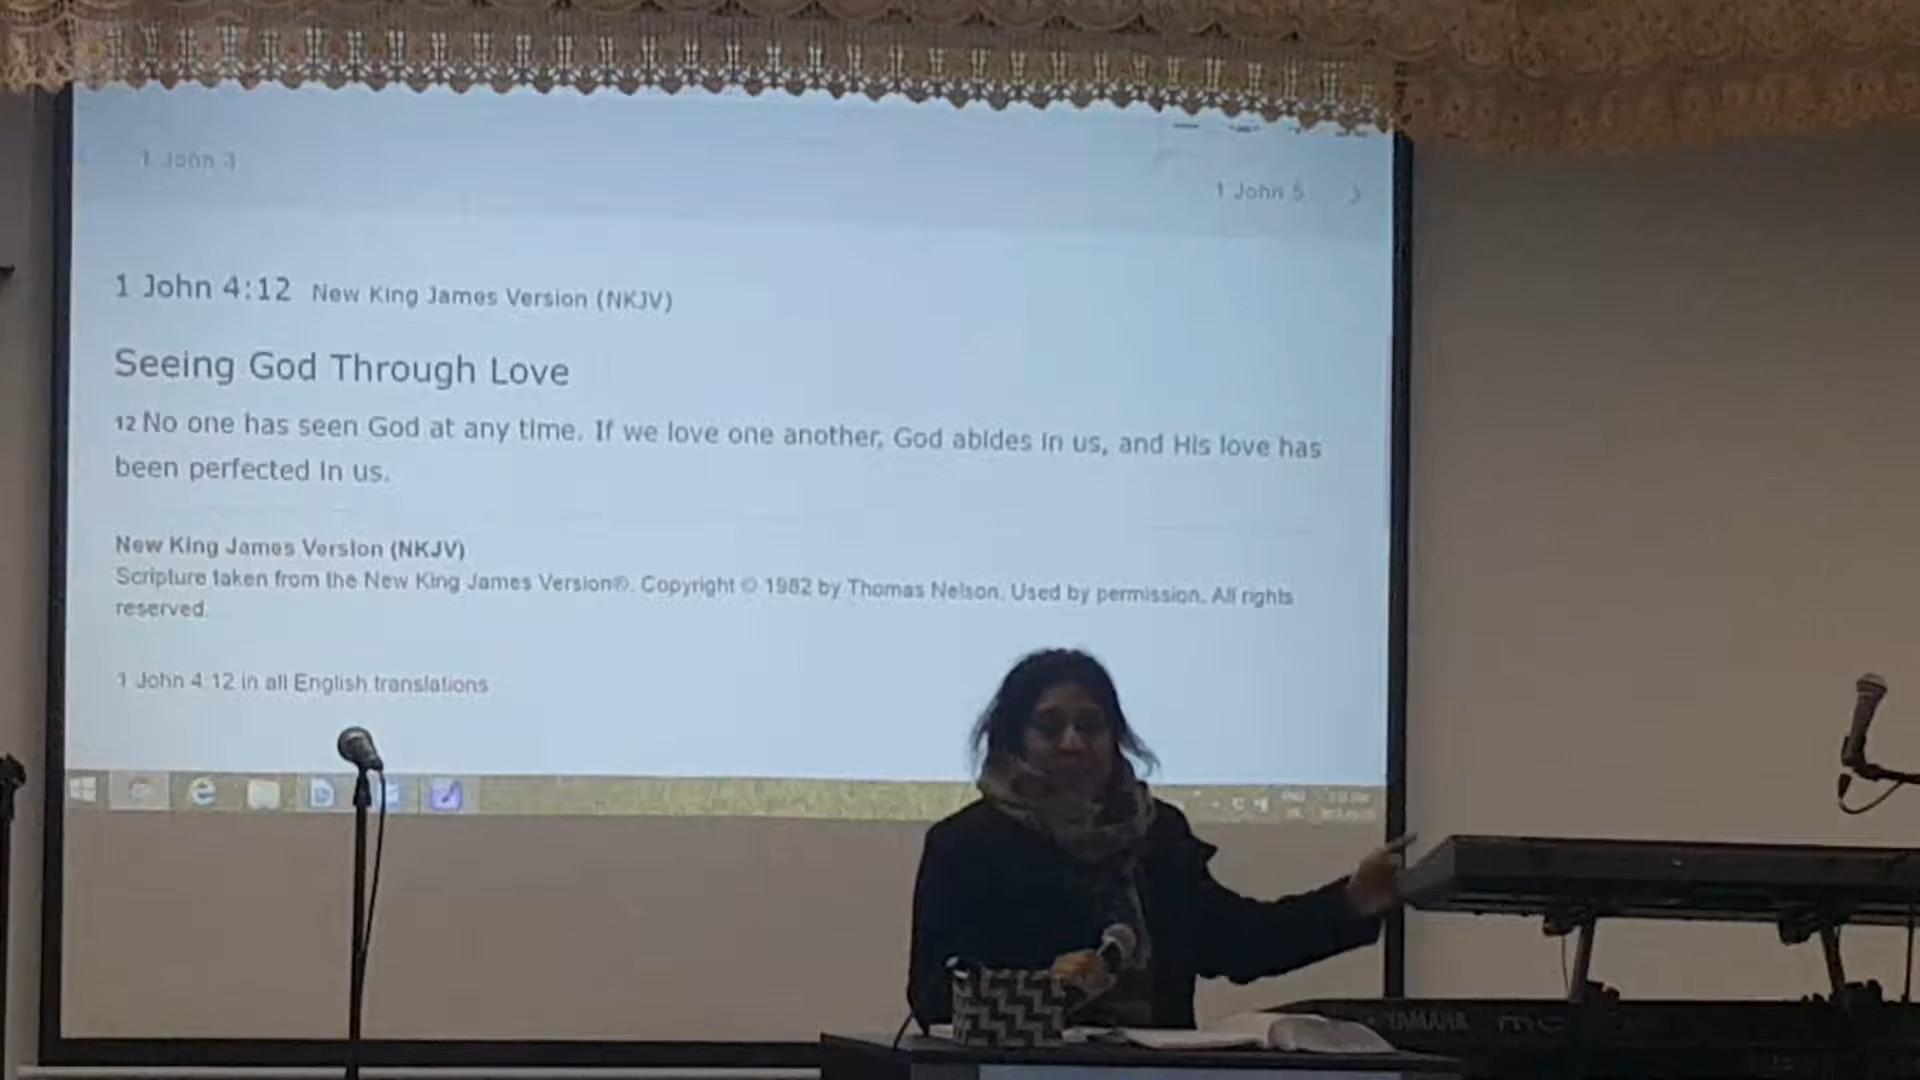 1 John 3
1 John 5
1 John 4:12 New King James Version (NKJV)
Seeing God Through Love
12 No one has seen God at any time. If we love one another, God abides in us, and His love has
been perfected in us.
New King James Version (NKJV)
Scripture taken from the New King James Version®. Copyright © 1982 by Thomas Nelson. Used by permission. All rights
reserved.
1 John 4:12 in all English translations
YAMAHA